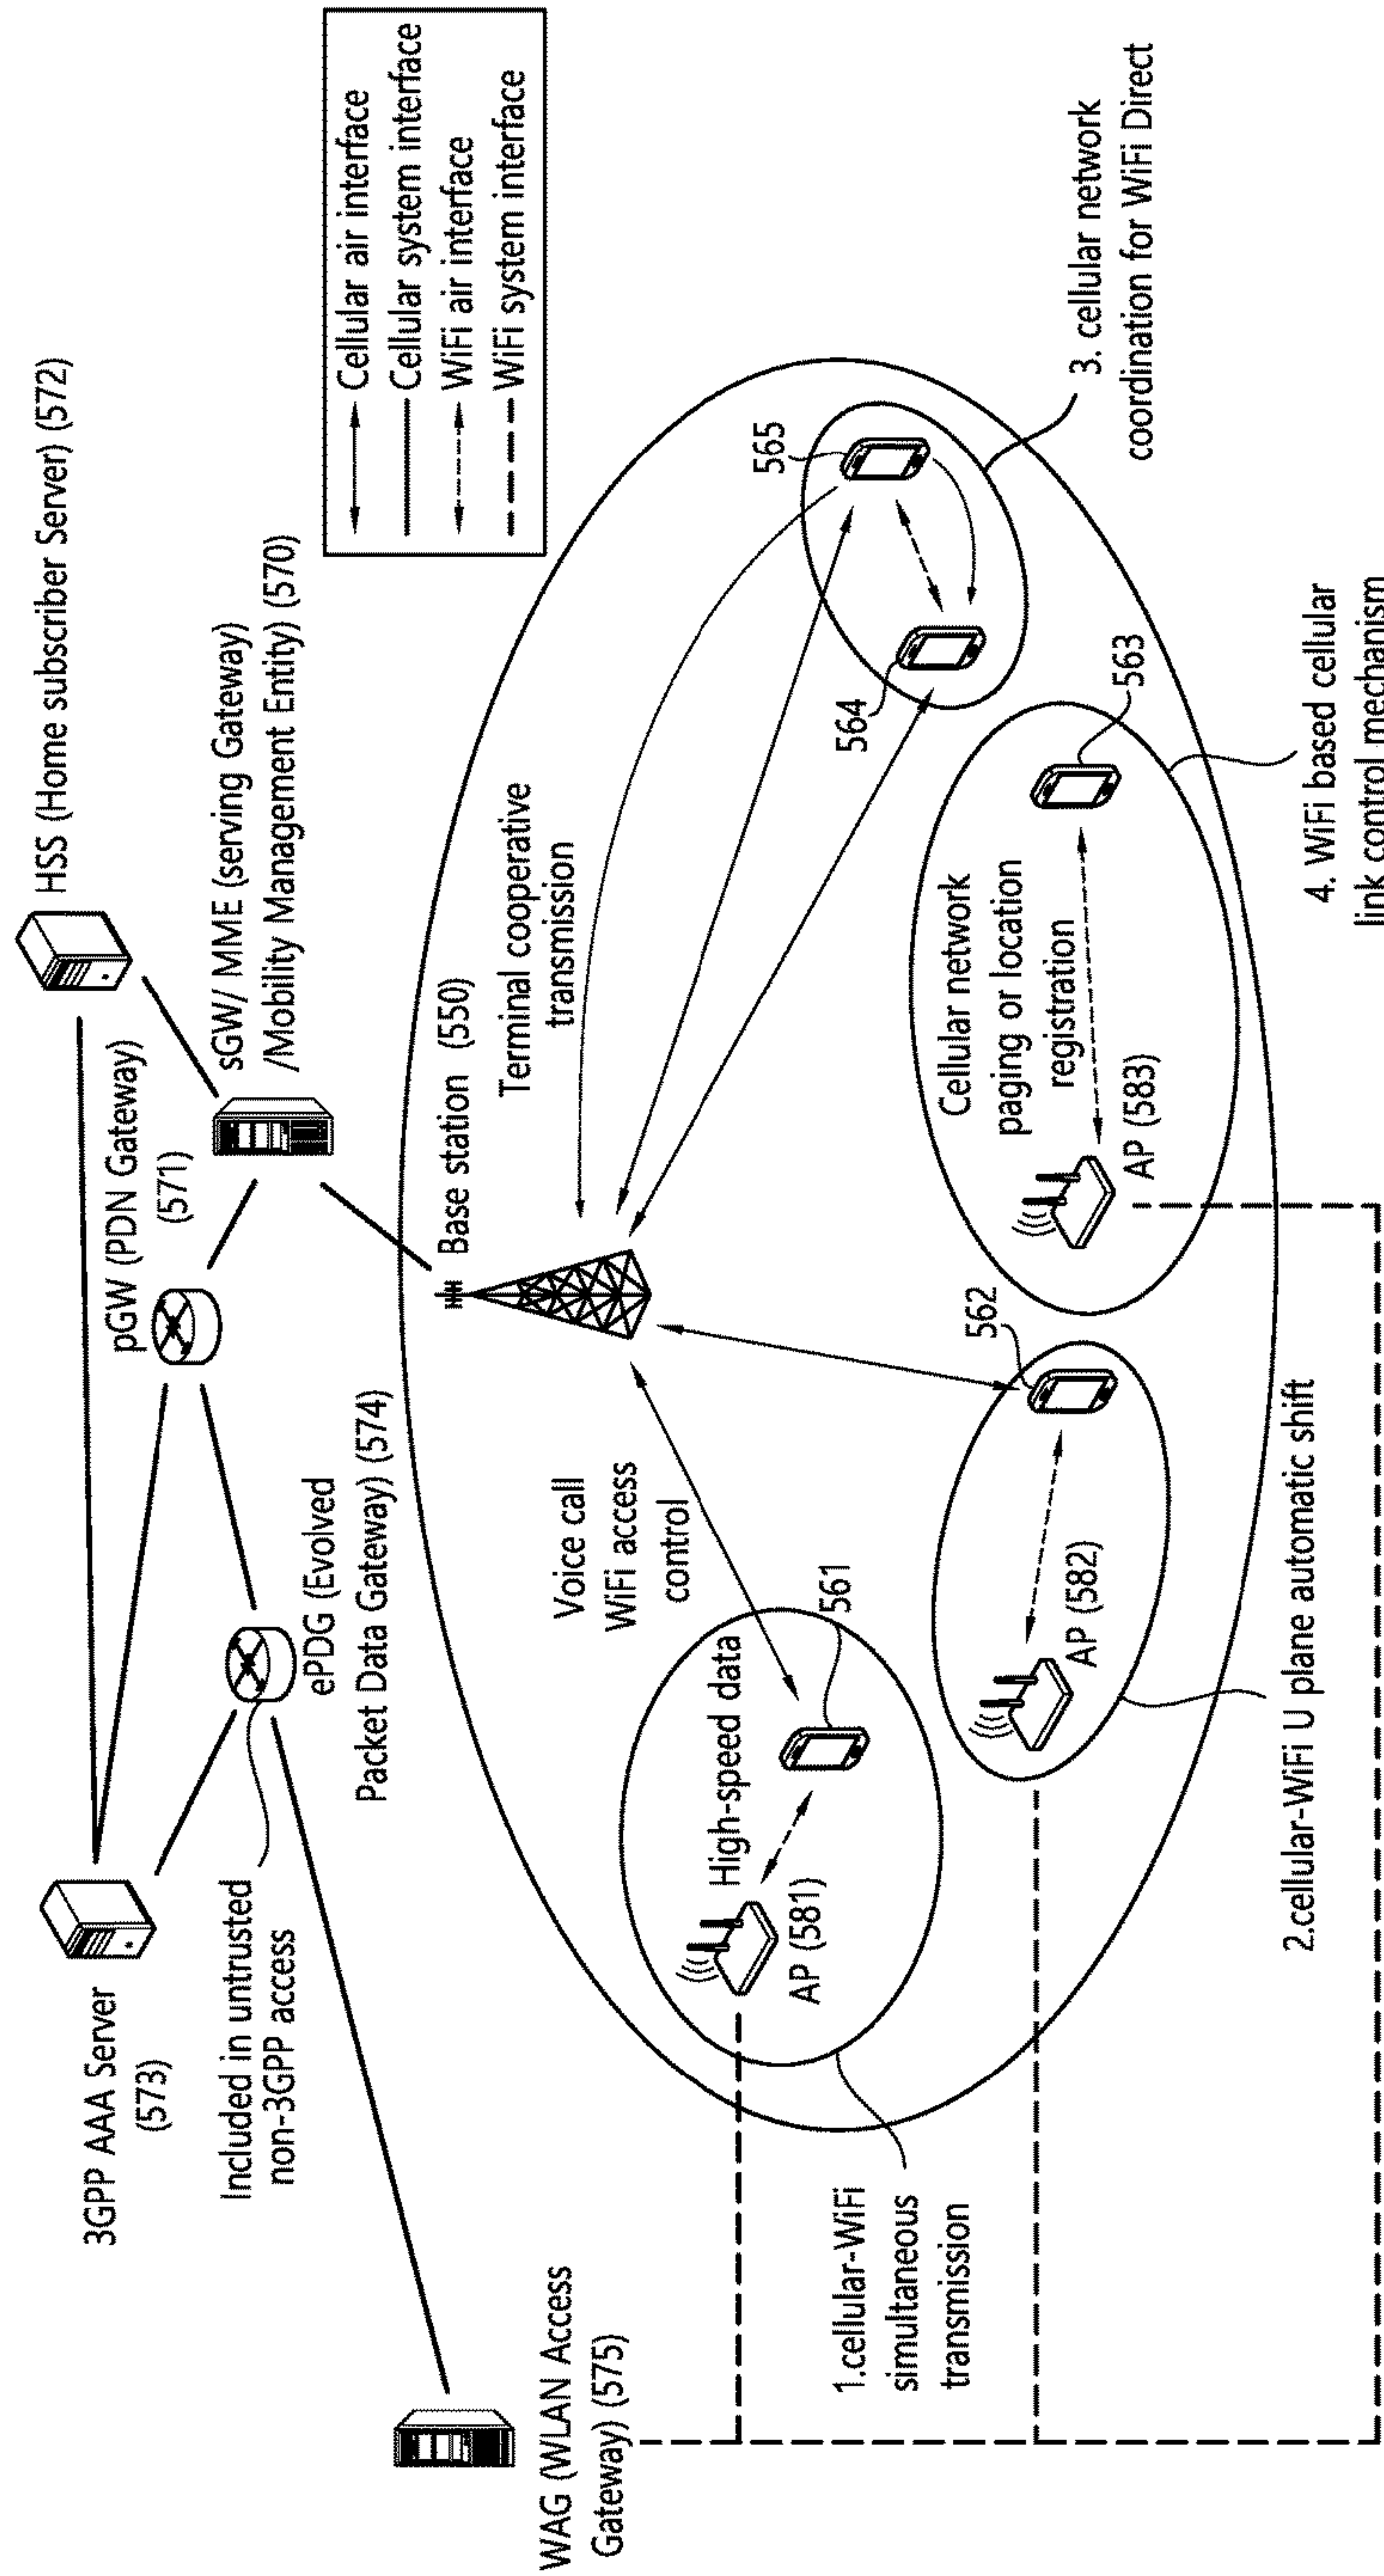 HSS (Home subscriber Server) (572)
3GPP AAA Server
(573)
pGW (PDN Gateway)
(571)
sGW/ MME (serving Gateway)
/Mobility Management Entity) (570)
Included in untrusted
non-3GPP access
ePDG (Evolved
Packet Data Gateway) (574)
Cellular air interface
Cellular system interface
WiFi air interface
WiFi system interface
WAG (WLAN Access
Gateway) (575)
Base station (550)
Terminal cooperative
transmission
Voice call
WiFi access
control
High-speed data
561
AP (581)
1.cellular-WiFi
simultaneous
transmission
562
AP (582)
2.cellular-WiFi U plane automatic shift
565
564
3. cellular network
coordination for WiFi Direct
Cellular network
paging or location
registration
563
AP (583)
4. WiFi based cellular
link control mechanism